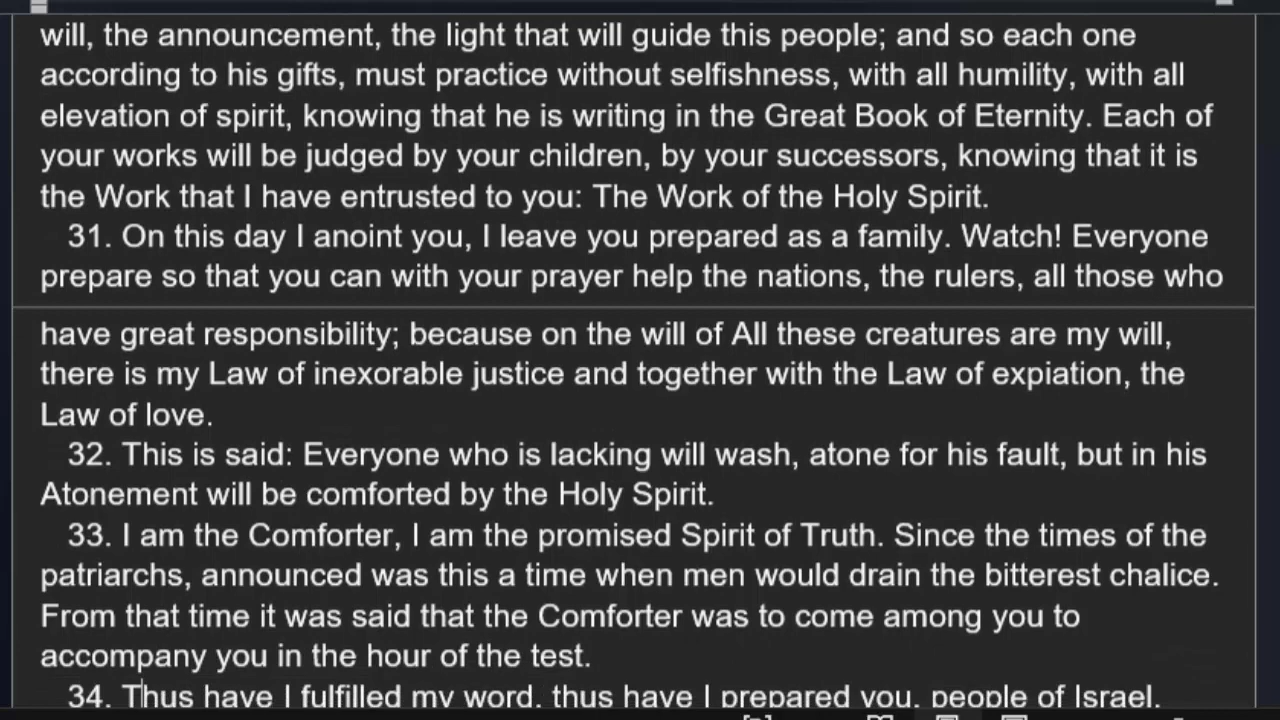 will, the announcement, the light that will guide this people; and so each one
according to his gifts, must practice without selfishness, with all humility, with all
elevation of spirit, knowing that he is writing in the Great Book of Eternity. Each of
your works will be judged by your children, by your successors, knowing that it is
the Work that I have entrusted to you: The Work of the Holy Spirit.
31. On this day I anoint you, I leave you prepared as a family. Watch! Everyone
prepare so that you can with your prayer help the nations, the rulers, all those who
have great responsibility; because on the will of All these creatures are my will,
there is my Law of inexorable justice and together with the Law of expiation, the
Law of love.
32. This is said: Everyone who is lacking will wash, atone for his fault, but in his
Atonement will be comforted by the Holy Spirit.
33. I am the Comforter, I am the promised Spirit of Truth. Since the times of the
patriarchs, announced was this a time when men would drain the bitterest chalice.
From that time it was said that the Comforter was to come among you to
accompany you in the hour of the test.
34. Thus have I fulfilled my word, thus have I prepared you, people of Israel,